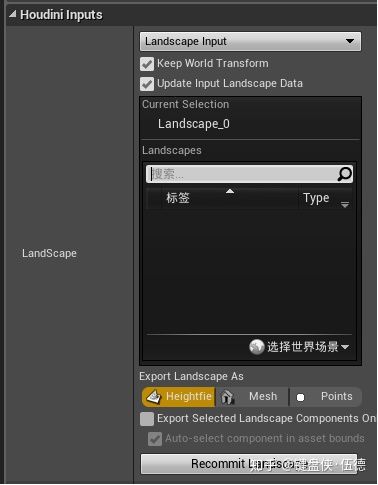 Houdini Inputs
Landscape Input
Keep World Transform
Update Input Landscape Data
Current Selection
Landscape_0
Landscapes
搜索...
标签 Type
LandScape
选择世界场景
Export Landscape As
Heightfie Mesh Points
Export Selected Landscape Components On
Auto-select component in asset bounds
Recommit
知乎 @键盘侠·伍德